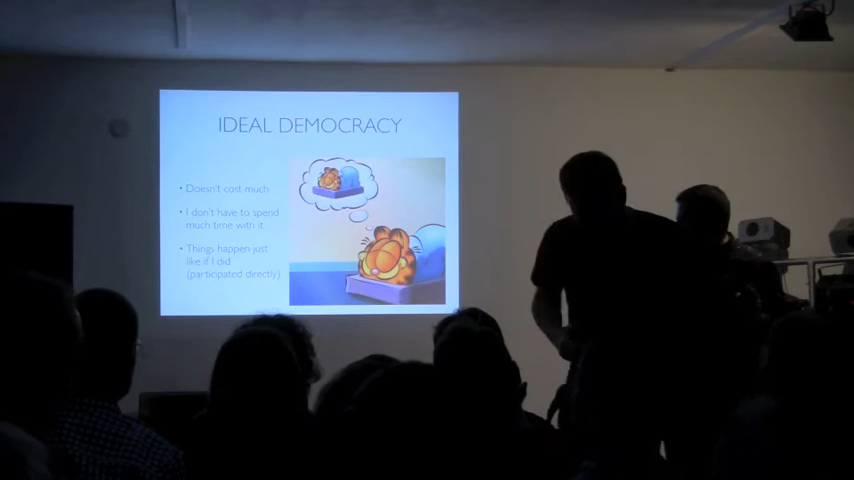 IDEAL DEMOCRACY
• Doesn't cost much
• I don't have to spend
much time with it
• Things happen just
like if I did
(participated directly)